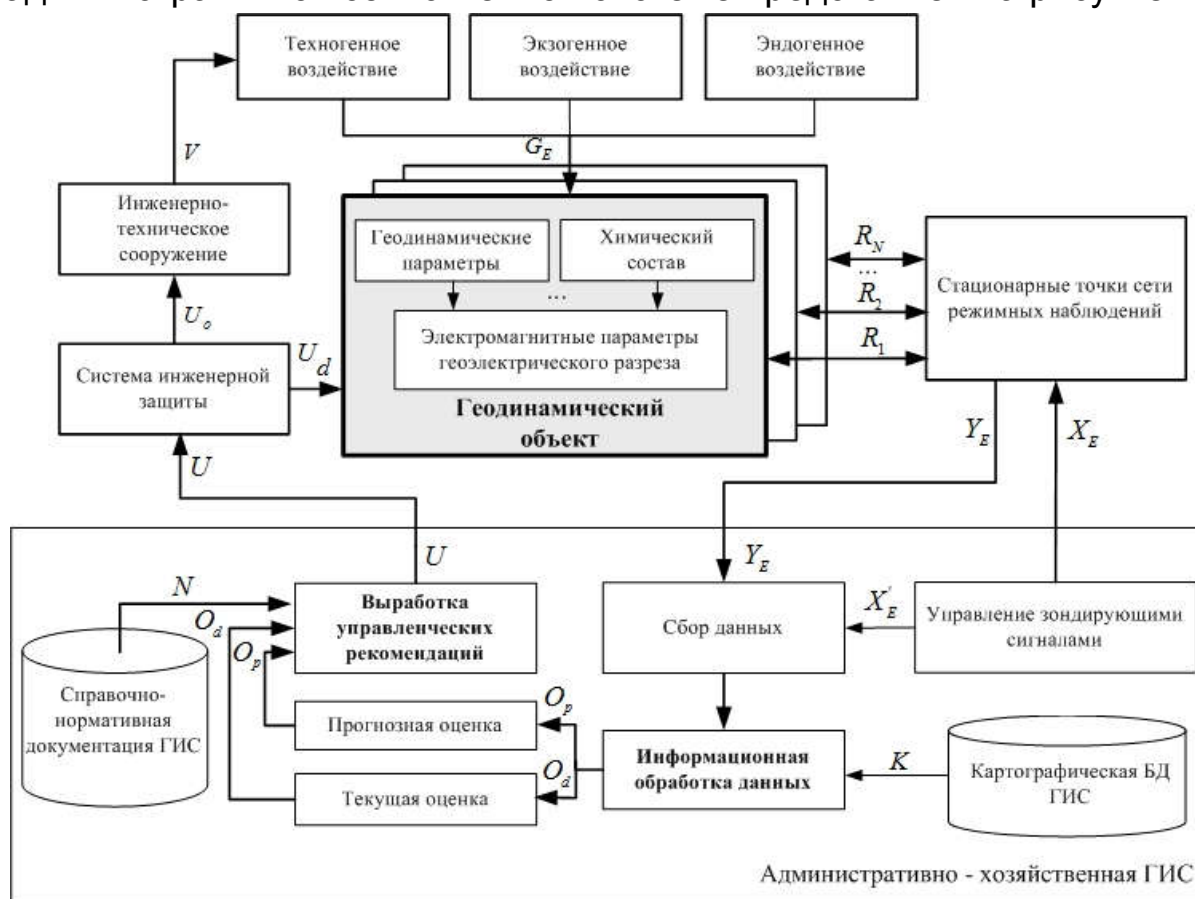 Техногенное
воздействие
Экзогенное
воздействие
Эндогенное
воздействие
V
G_E
Инженерно-
техническое
сооружение
Геодинамические
параметры
Химический
состав
...
Электромагнитные параметры
геоэлектрического разреза
Геодинамический
объект
R_N
...
R_2
R_1
Стационарные точки сети
режимных наблюдений
U_o
U_d
Система инженерной
защиты
U
Y_E
X_E
U
Y_E
N
O_d
O_p
Выработка
управленческих
рекомендаций
Сбор данных
X'_E
Управление зондирующими
сигналами
Справочно-
нормативная
документация ГИС
Прогнозная оценка
O_p
Текущая оценка
O_d
Информационная
обработка данных
K
Картографическая БД
ГИС
Административно - хозяйственная ГИС